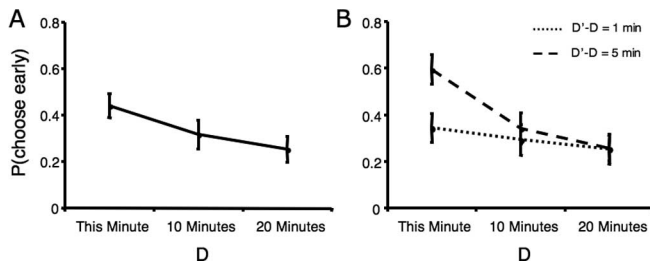 A
P(choose early)
0.8
0.6
0.4
0.2
0
This Minute 10 Minutes 20 Minutes
D
B
0.8
0.6
0.4
0.2
0
D'-D = 1 min
D'-D = 5 min
This Minute 10 Minutes 20 Minutes
D